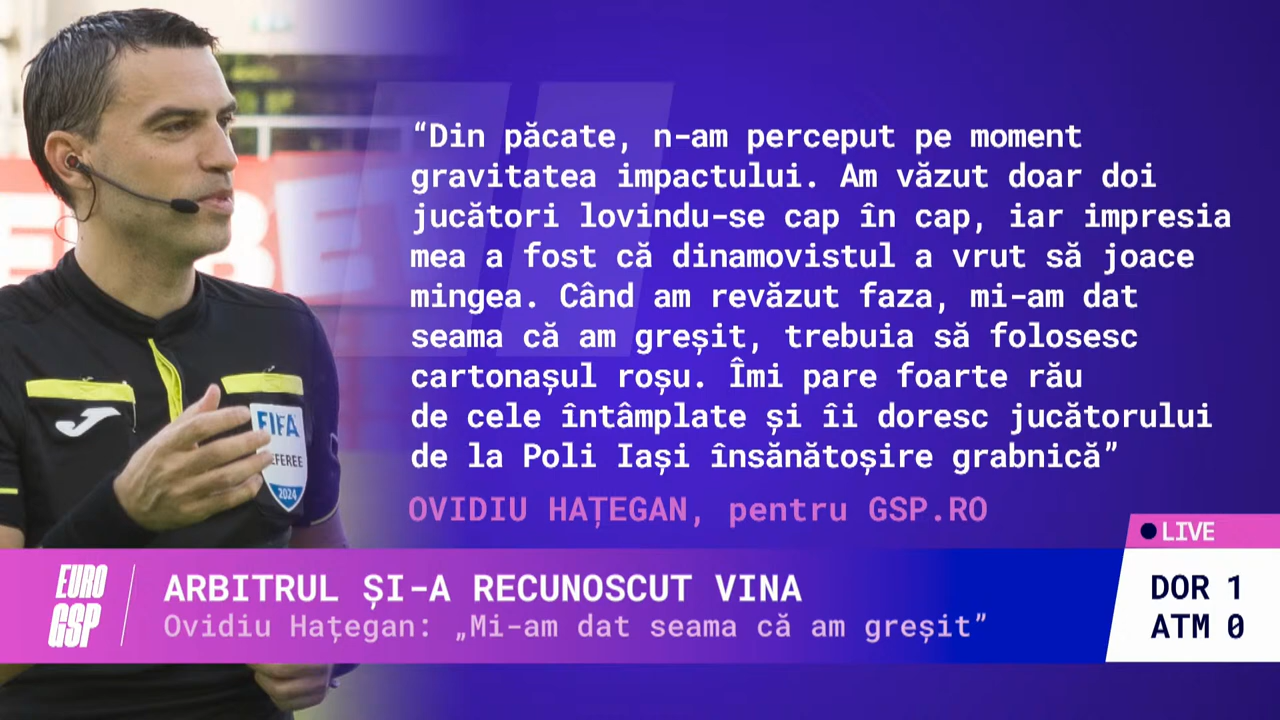 “Din păcate, n-am perceput pe moment
gravitatea impactului. Am văzut doar doi
jucători lovindu-se cap în cap, iar impresia
mea a fost că dinamovistul a vrut să joace
mingea. Când am revăzut faza, mi-am dat
seama că am greșit, trebuia să folosesc
cartonașul roșu. Îmi pare foarte rău
de cele întâmplate și îi doresc jucătorului
de la Poli Iași însănătoșire grabnică”
OVIDIU HAȚEGAN, pentru GSP.RO
FIFA
EFEREE
2024
LIVE
EURO
GSP
ARBITRUL ȘI-A RECUNOSCUT VINA
Ovidiu Hațegan: „Mi-am dat seama că am greșit”
DOR 1
ATM 0